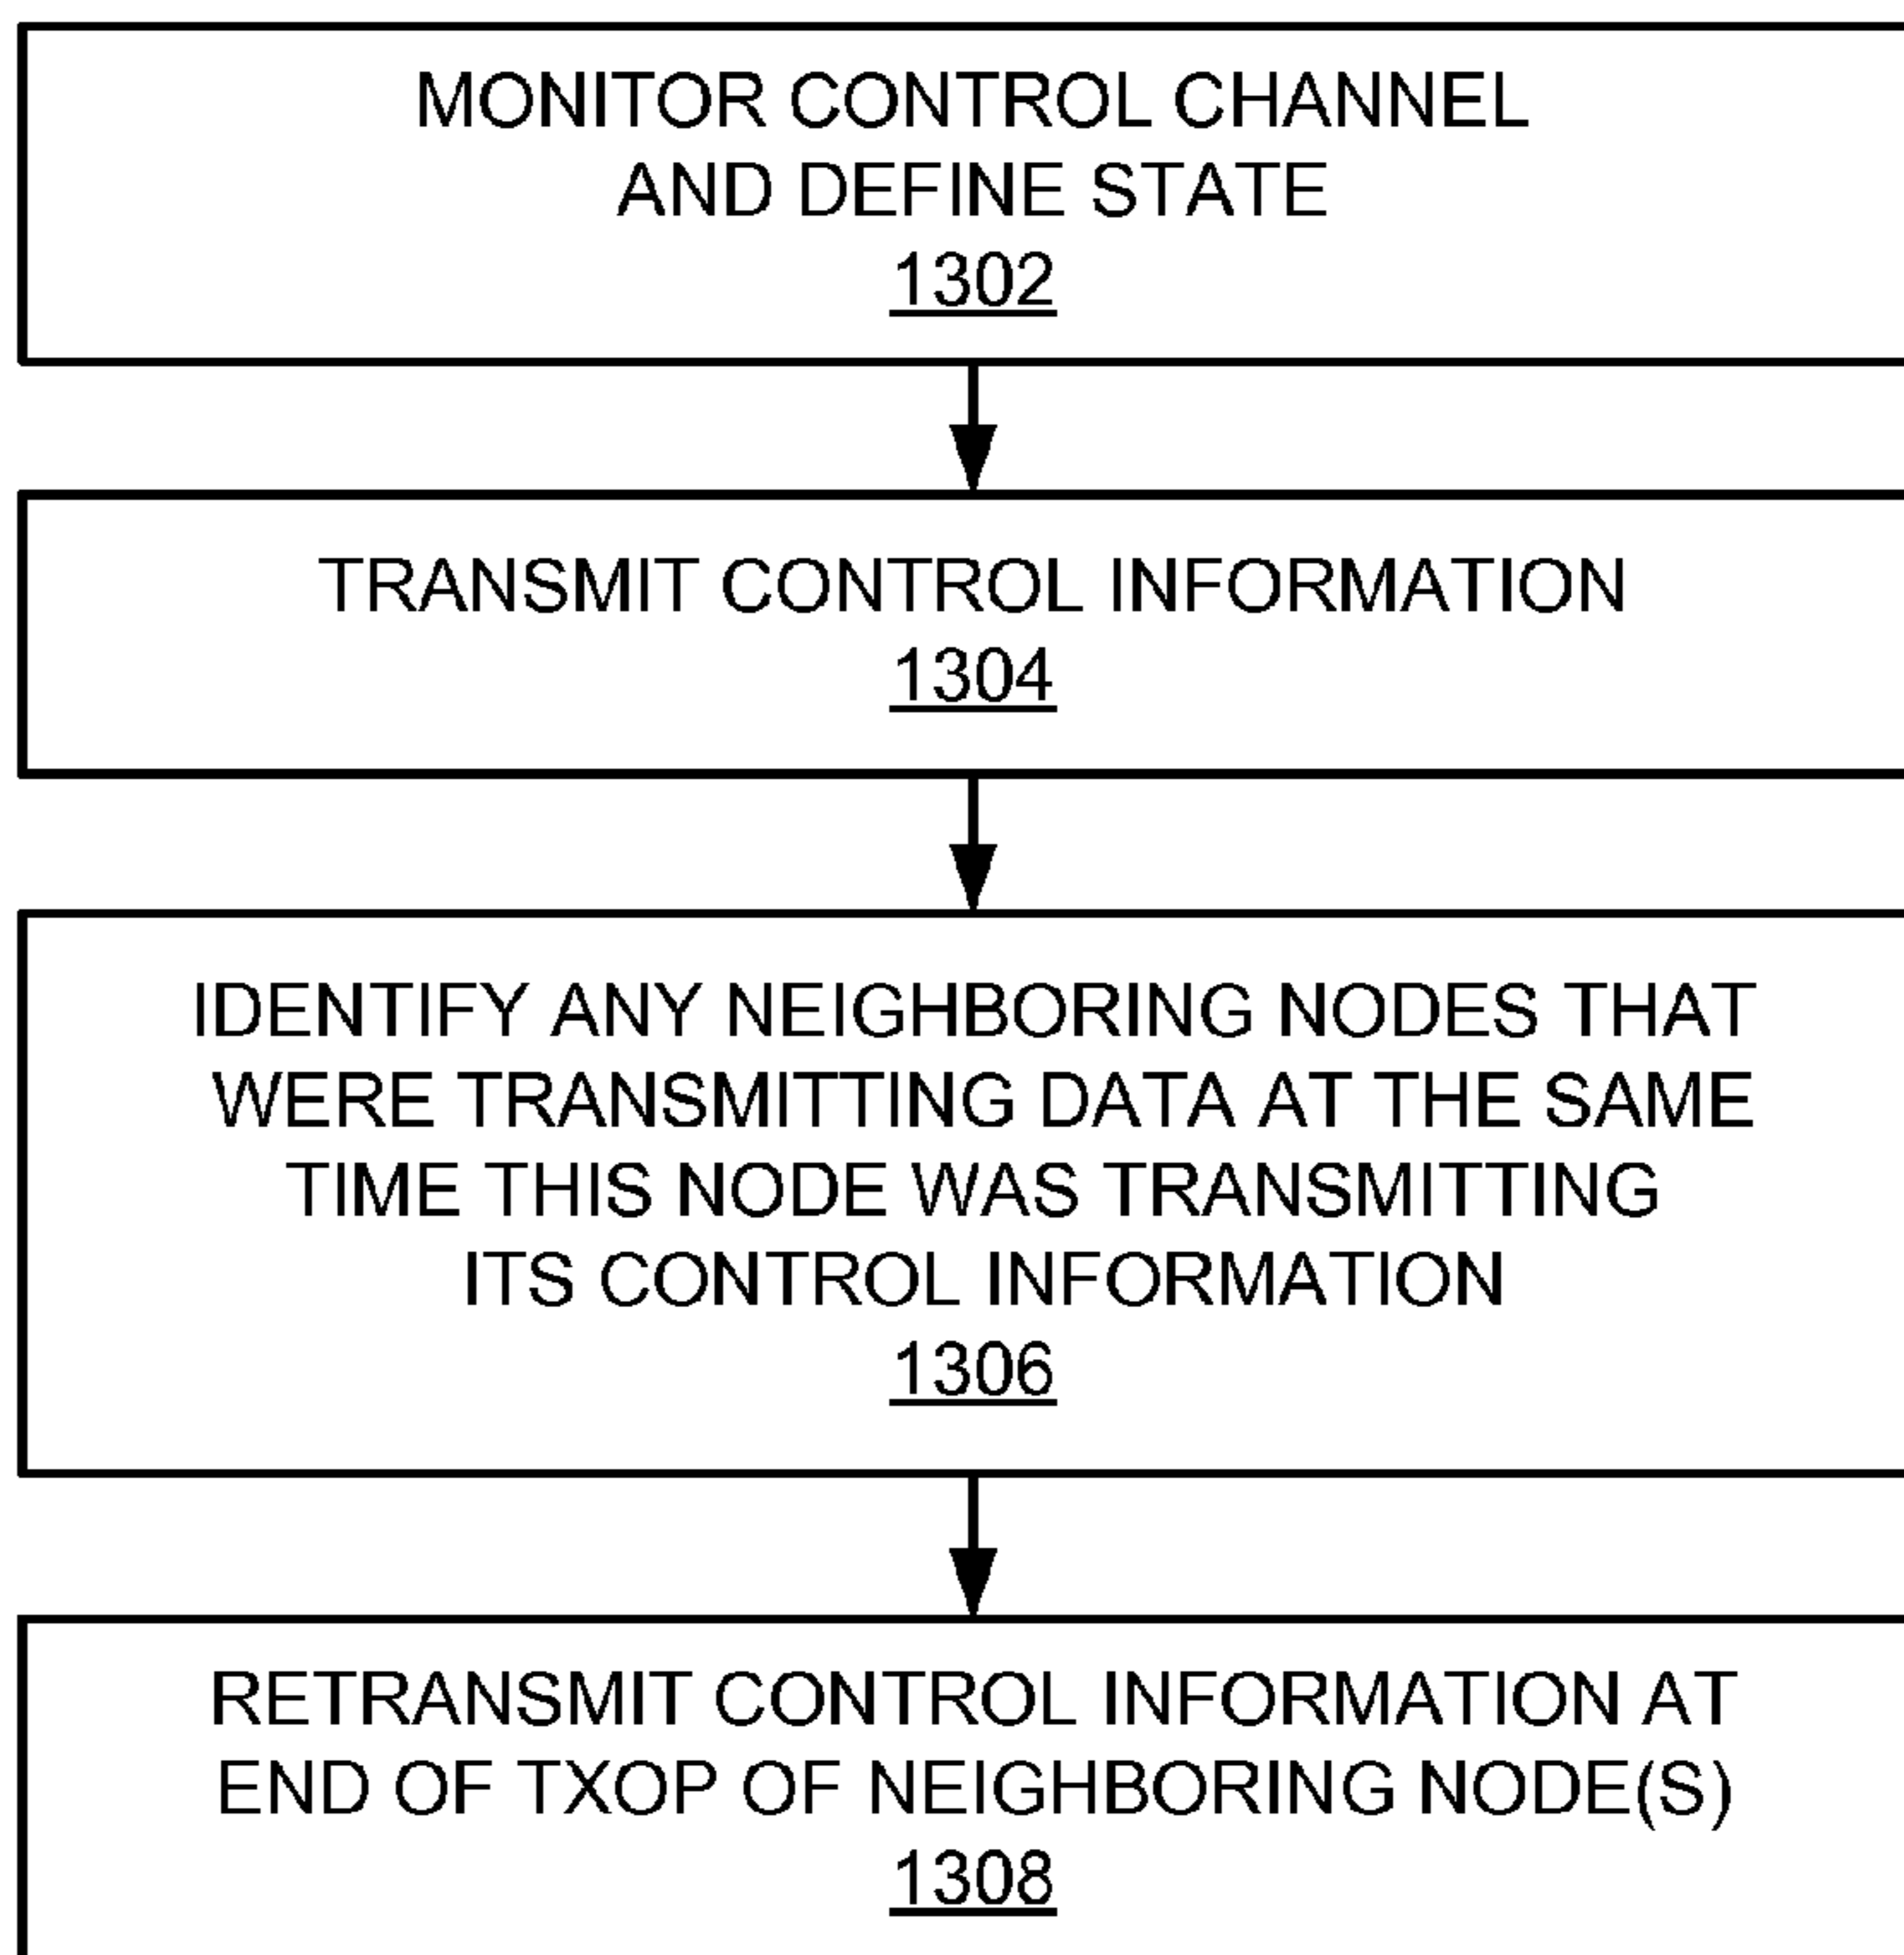 MONITOR CONTROL CHANNEL
AND DEFINE STATE
1302
TRANSMIT CONTROL INFORMATION
1304
IDENTIFY ANY NEIGHBORING NODES THAT
WERE TRANSMITTING DATA AT THE SAME
TIME THIS NODE WAS TRANSMITTING
ITS CONTROL INFORMATION
1306
RETRANSMIT CONTROL INFORMATION AT
END OF TXOP OF NEIGHBORING NODE(S)
1308